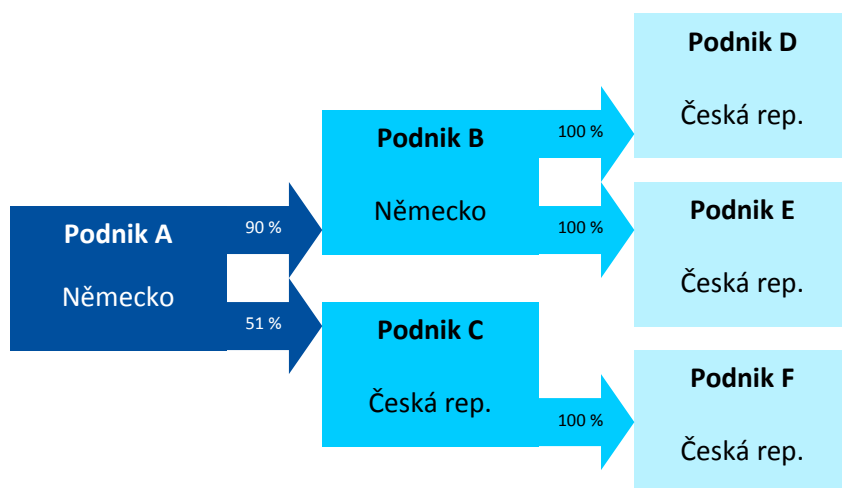 Podnik A
Německo
90 %
51 %
Podnik B
Německo
100 %
100 %
Podnik C
Česká rep.
100 %
Podnik D
Česká rep.
Podnik E
Česká rep.
Podnik F
Česká rep.